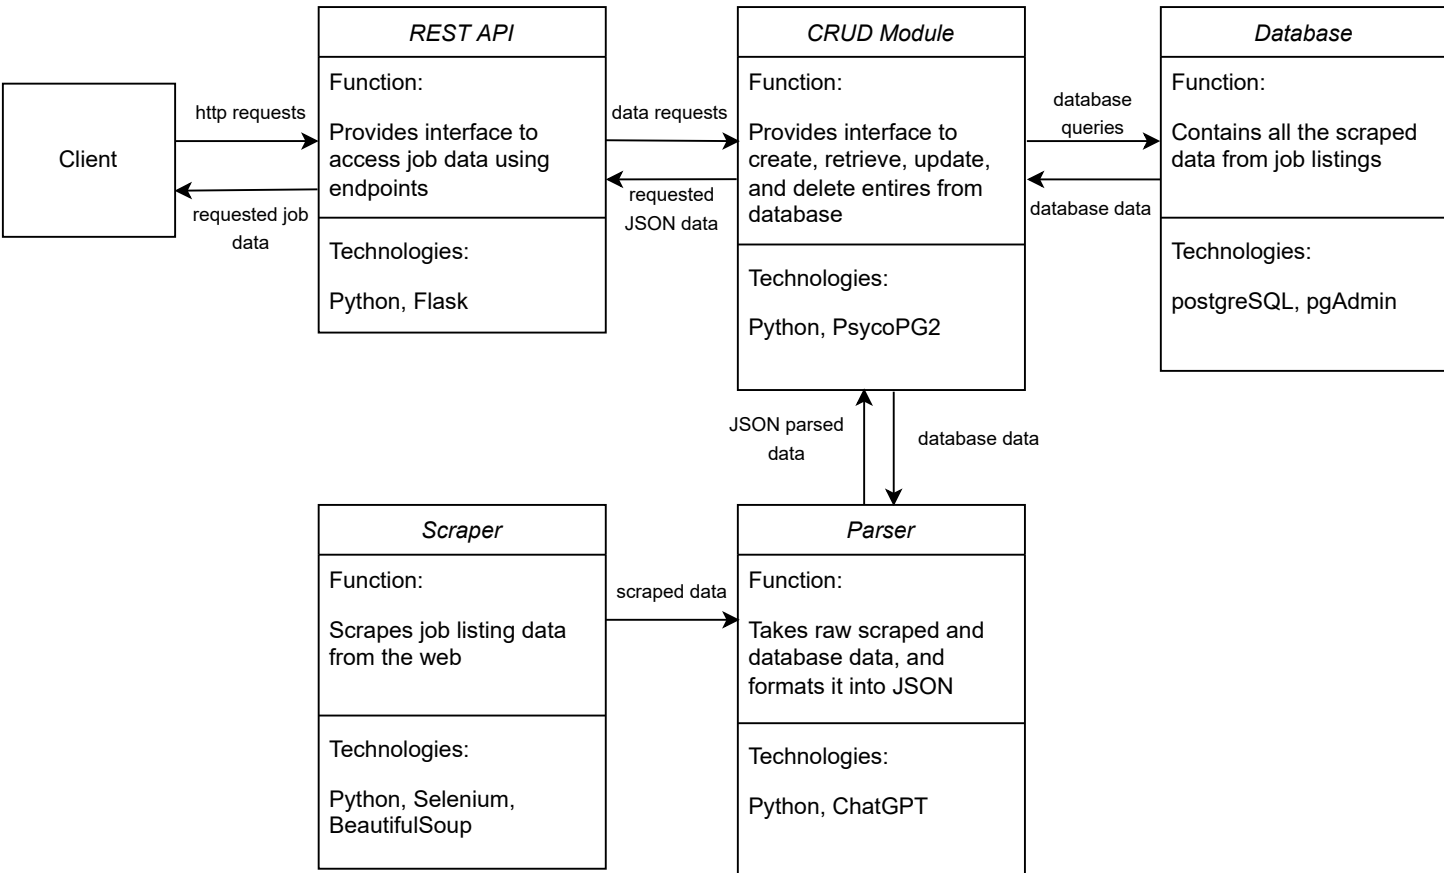 Client
http requests
requested job
data
REST API
Function:
Provides interface to
access job data using
endpoints
Technologies:
Python, Flask
data requests
requested
JSON data
CRUD Module
Function:
Provides interface to
create, retrieve, update,
and delete entires from
database
Technologies:
Python, PsycoPG2
database
queries
database data
Database
Function:
Contains all the scraped
data from job listings
Technologies:
postgreSQL, pgAdmin
JSON parsed
data
database data
Scraper
Function:
Scrapes job listing data
from the web
Technologies:
Python, Selenium,
BeautifulSoup
scraped data
Parser
Function:
Takes raw scraped and
database data, and
formats it into JSON
Technologies:
Python, ChatGPT